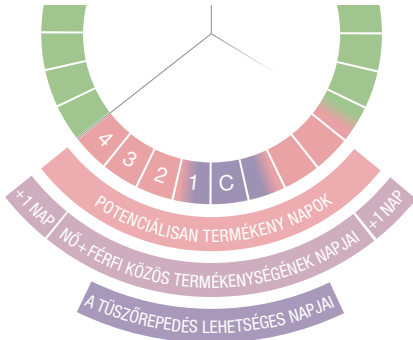 4 3 2 1 C
POTENCIÁLISAN TERMÉKENY NAPOK
+1 NAP NŐ+FÉRFI KÖZÖS TERMÉKENYSÉGÉNEK NAPJAI +1 NAP
A TÜSZŐREPEDÉS LEHETSÉGES NAPJAI